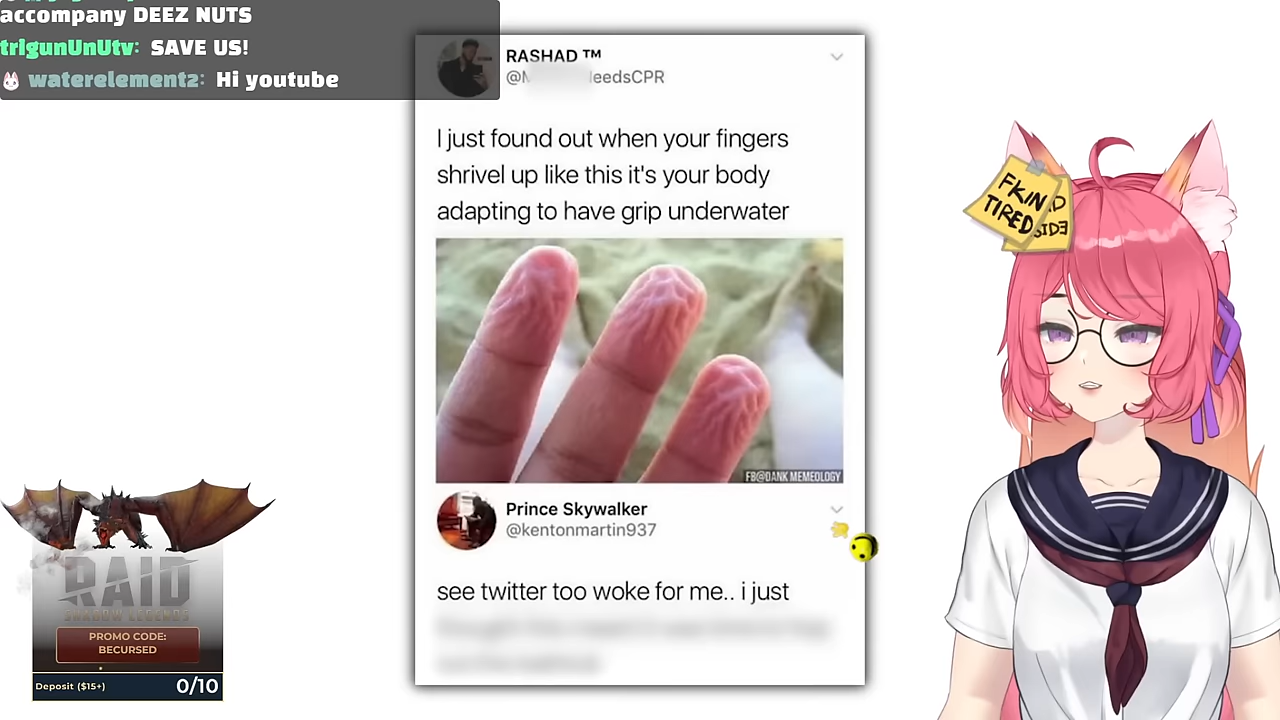 accompany DEEZ NUTS
trigunUnUtv: SAVE US!
waterelement2: Hi youtube
RASHAD ™
I just found out when your fingers
shrivel up like this it's your body
adapting to have grip underwater
FB@DANK MEMEOLOGY
Prince Skywalker
@kentonmartin937
see twitter too woke for me.. i just
FKIN
TIRED
RAID
SHADOW LEGENDS
PROMO CODE:
BECURSED
Deposit ($15+) 0/10